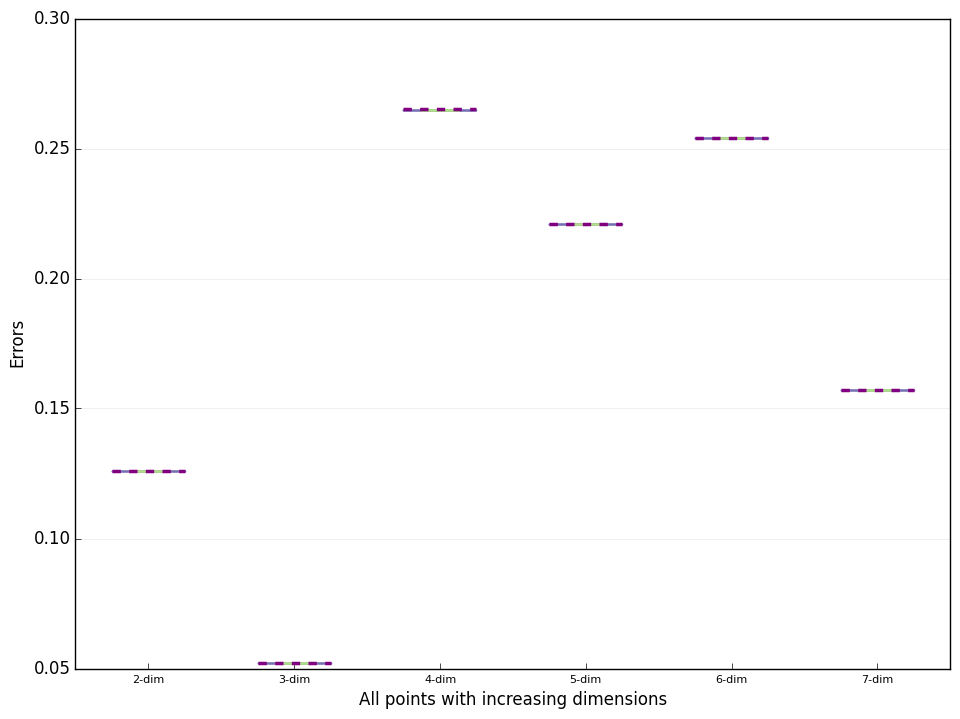 0.30
0.25
0.20
0.15
0.10
0.05
Errors
2-dim 3-dim 4-dim 5-dim 6-dim 7-dim
All points with increasing dimensions